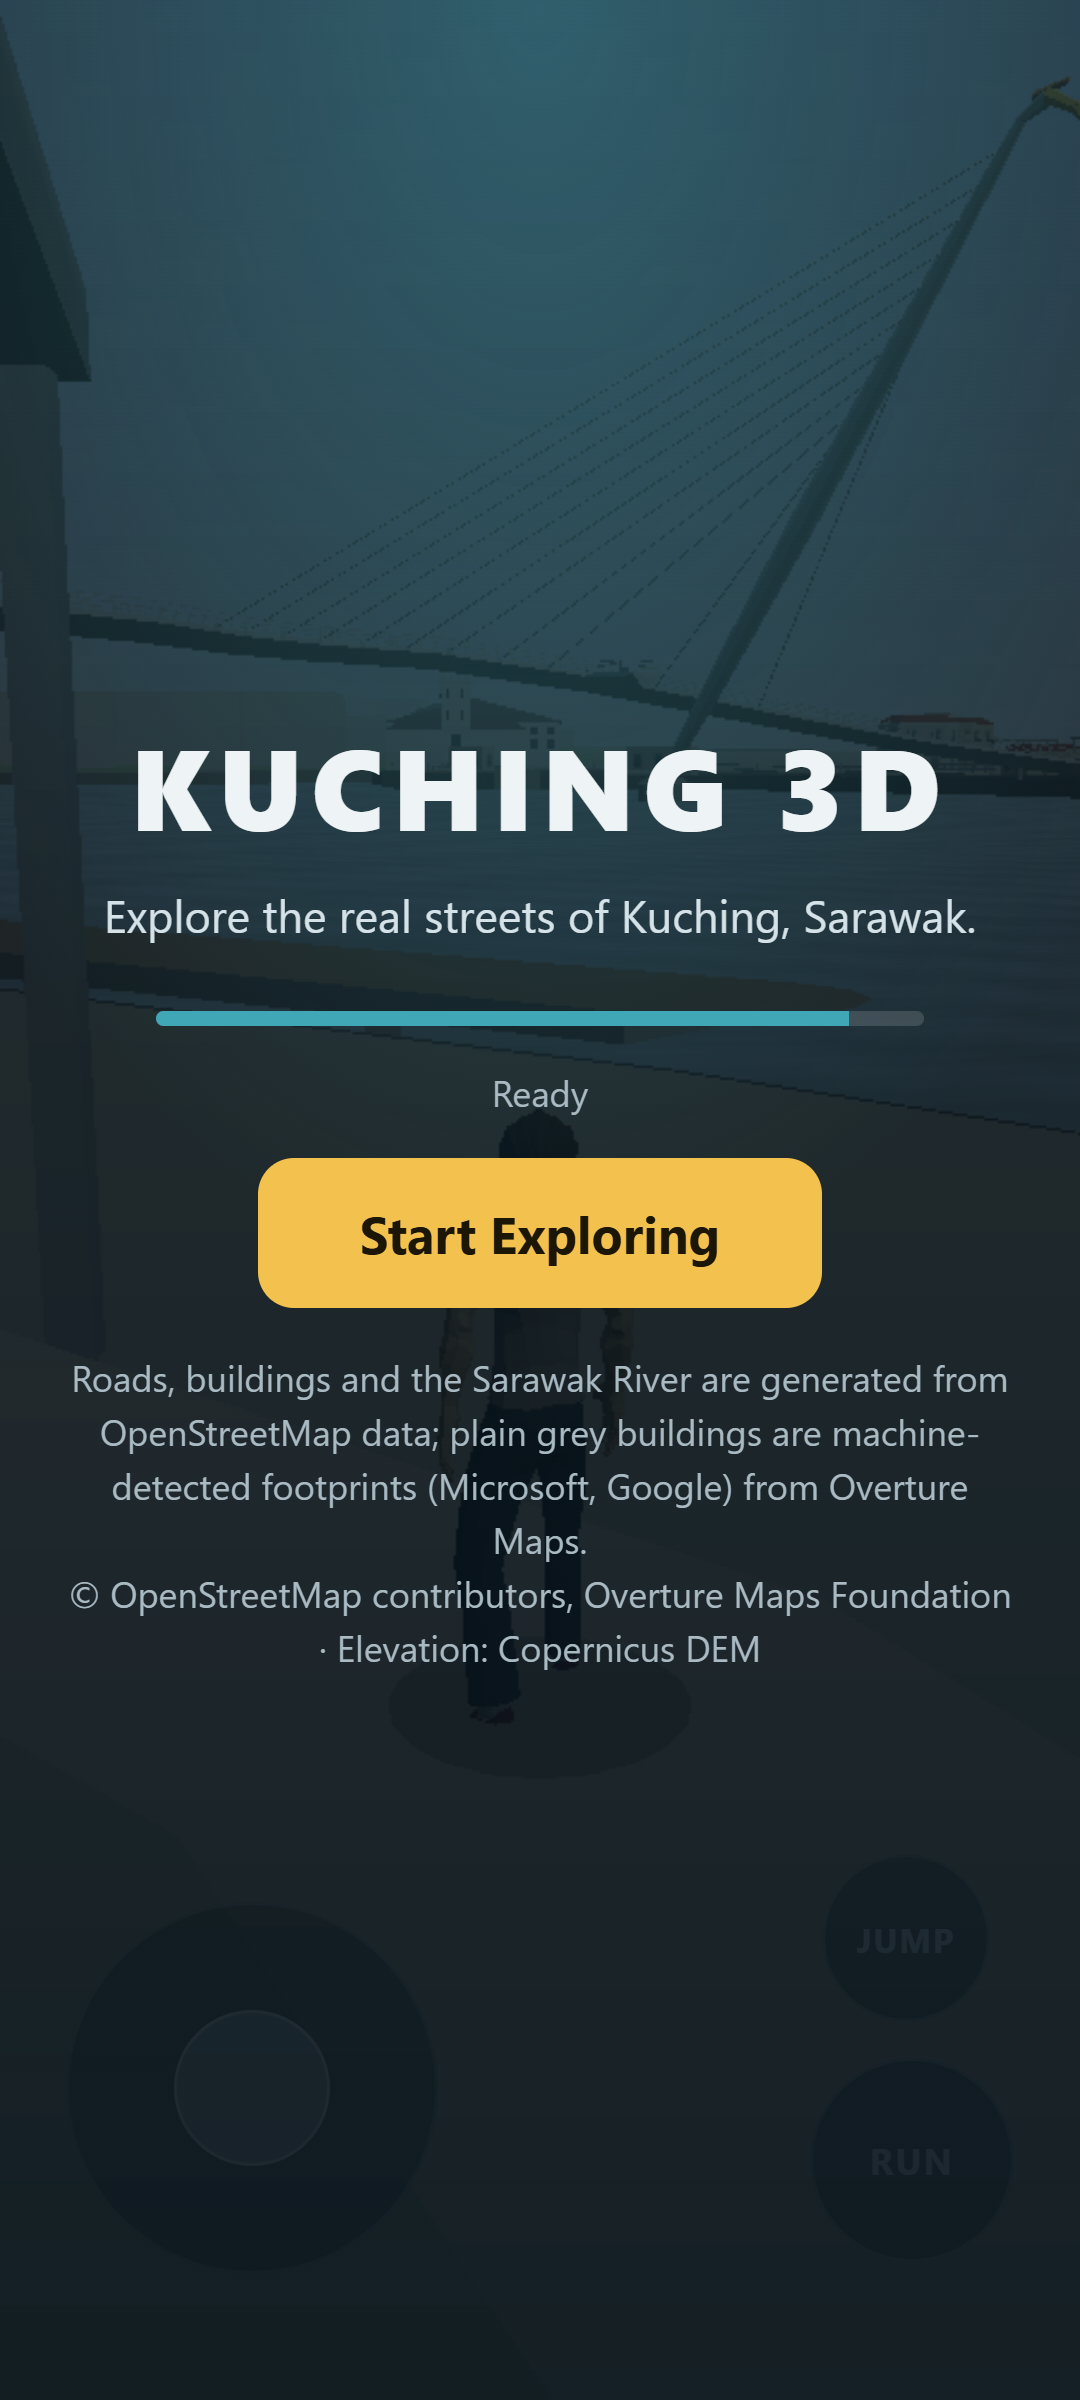 KUCHING 3D
Explore the real streets of Kuching, Sarawak.
Ready
Start Exploring
Roads, buildings and the Sarawak River are generated from
OpenStreetMap data; plain grey buildings are machine-
detected footprints (Microsoft, Google) from Overture
Maps.
© OpenStreetMap contributors, Overture Maps Foundation
· Elevation: Copernicus DEM
JUMP
RUN